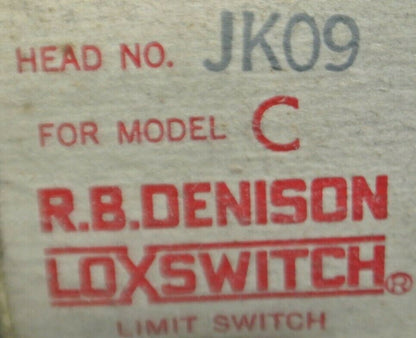 HEAD NO. JK09
FOR MODEL C
R.B.DENISON
LOXSWITCH®
LIMIT SWITCH